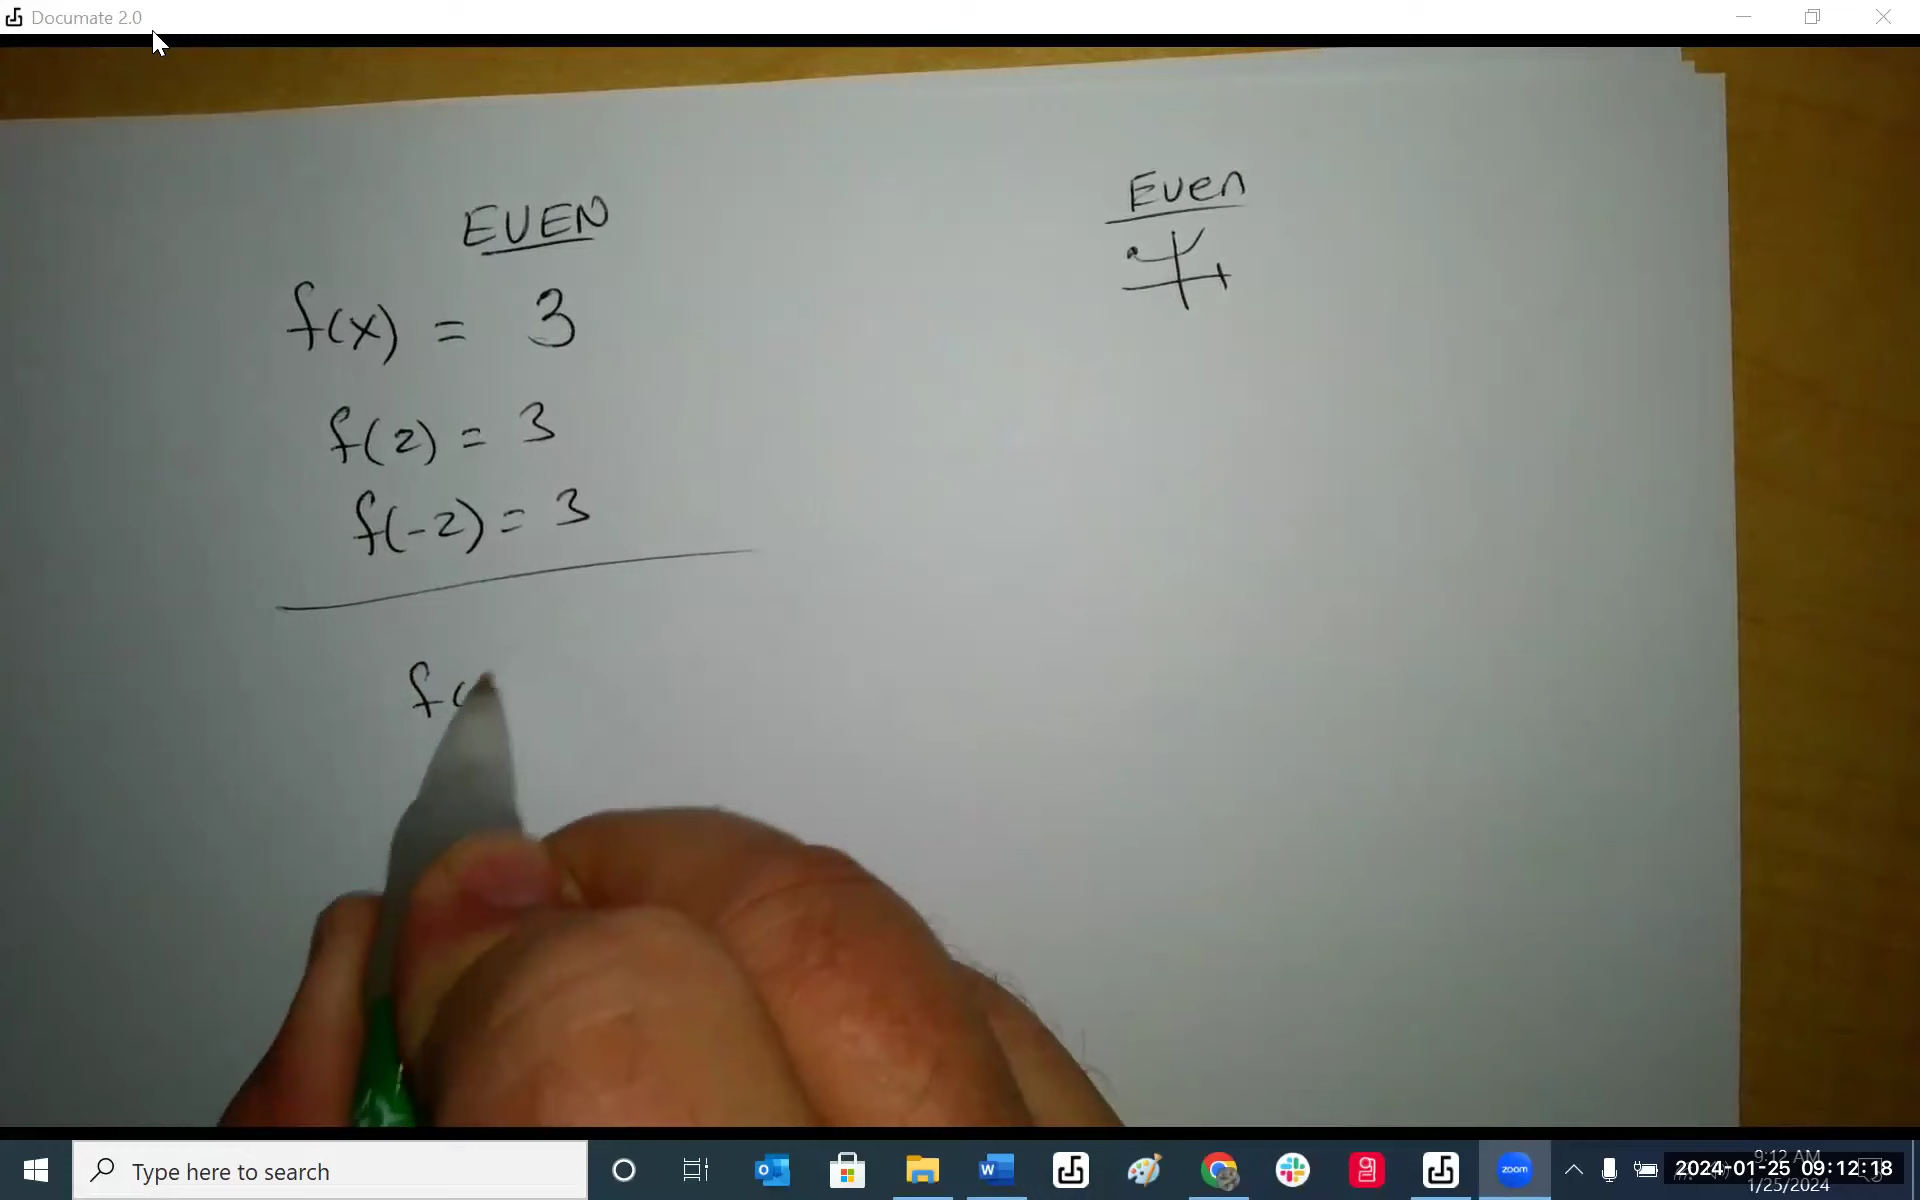 Documate 2.0
EVEN
f(x) = 3
f(2) = 3
f(-2) = 3
f(
Even
Type here to search
zoom
9:12 AM
2024-01-25 09:12:18
1/25/2024